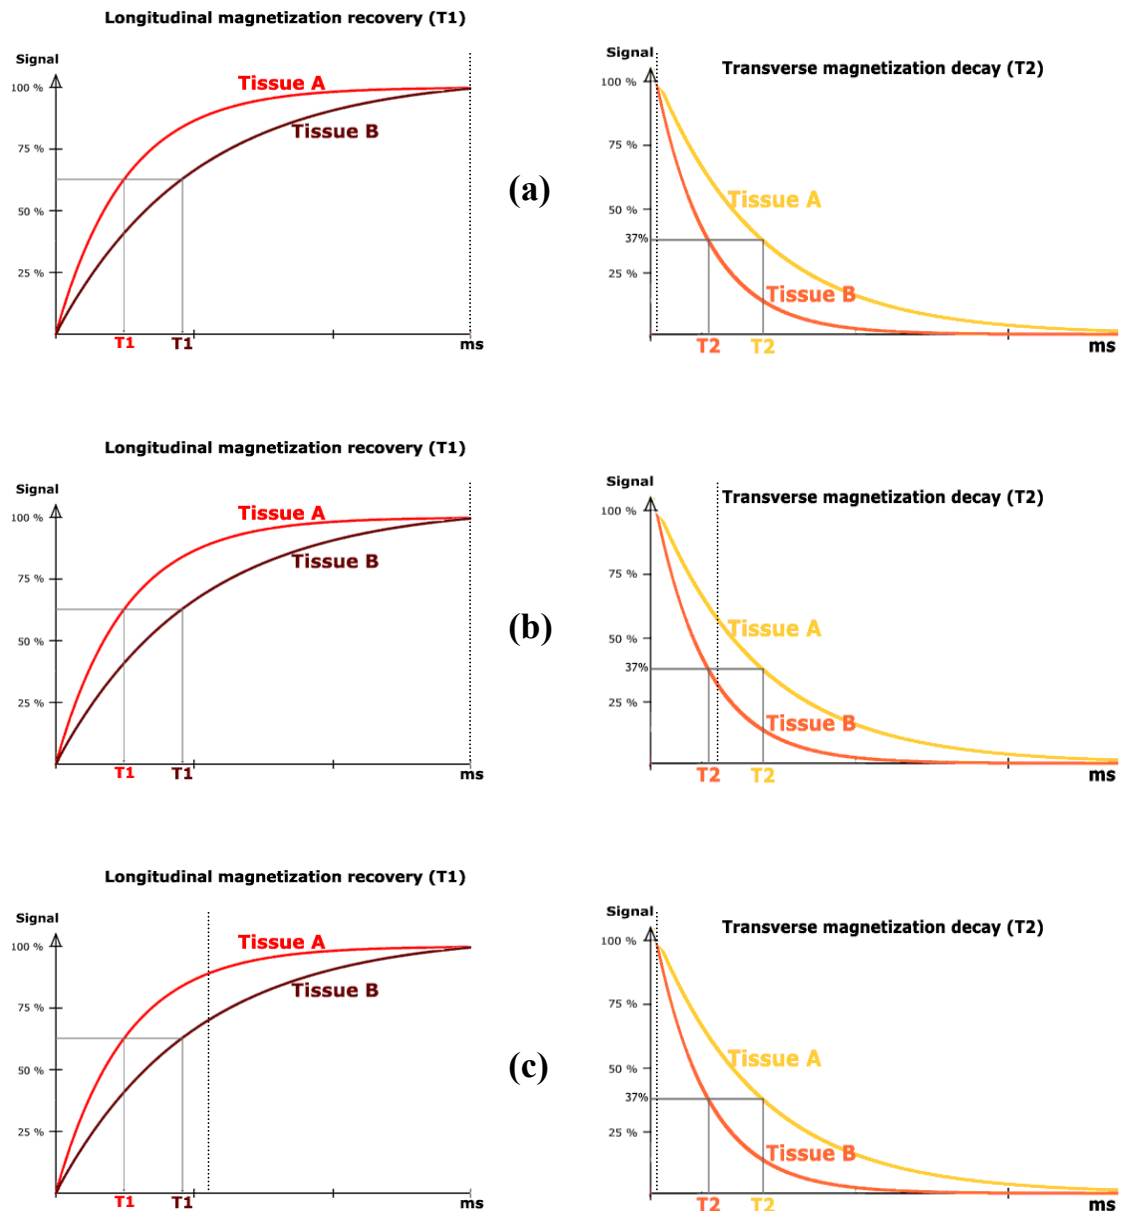 Longitudinal magnetization recovery (T1)
Signal
100 %
75 %
50 %
25 %
Tissue A
Tissue B
T1
T1
ms
(a)
Signal
Transverse magnetization decay (T2)
100 %
75 %
50 %
37%
25 %
Tissue A
Tissue B
T2
T2
ms
Longitudinal magnetization recovery (T1)
Signal
100 %
75 %
50 %
25 %
Tissue A
Tissue B
T1
T1
ms
(b)
Signal
Transverse magnetization decay (T2)
100 %
75 %
50 %
37%
25 %
Tissue A
Tissue B
T2
T2
ms
Longitudinal magnetization recovery (T1)
Signal
100 %
75 %
50 %
25 %
Tissue A
Tissue B
T1
T1
ms
(c)
Signal
Transverse magnetization decay (T2)
100 %
75 %
50 %
37%
25 %
Tissue A
Tissue B
T2
T2
ms